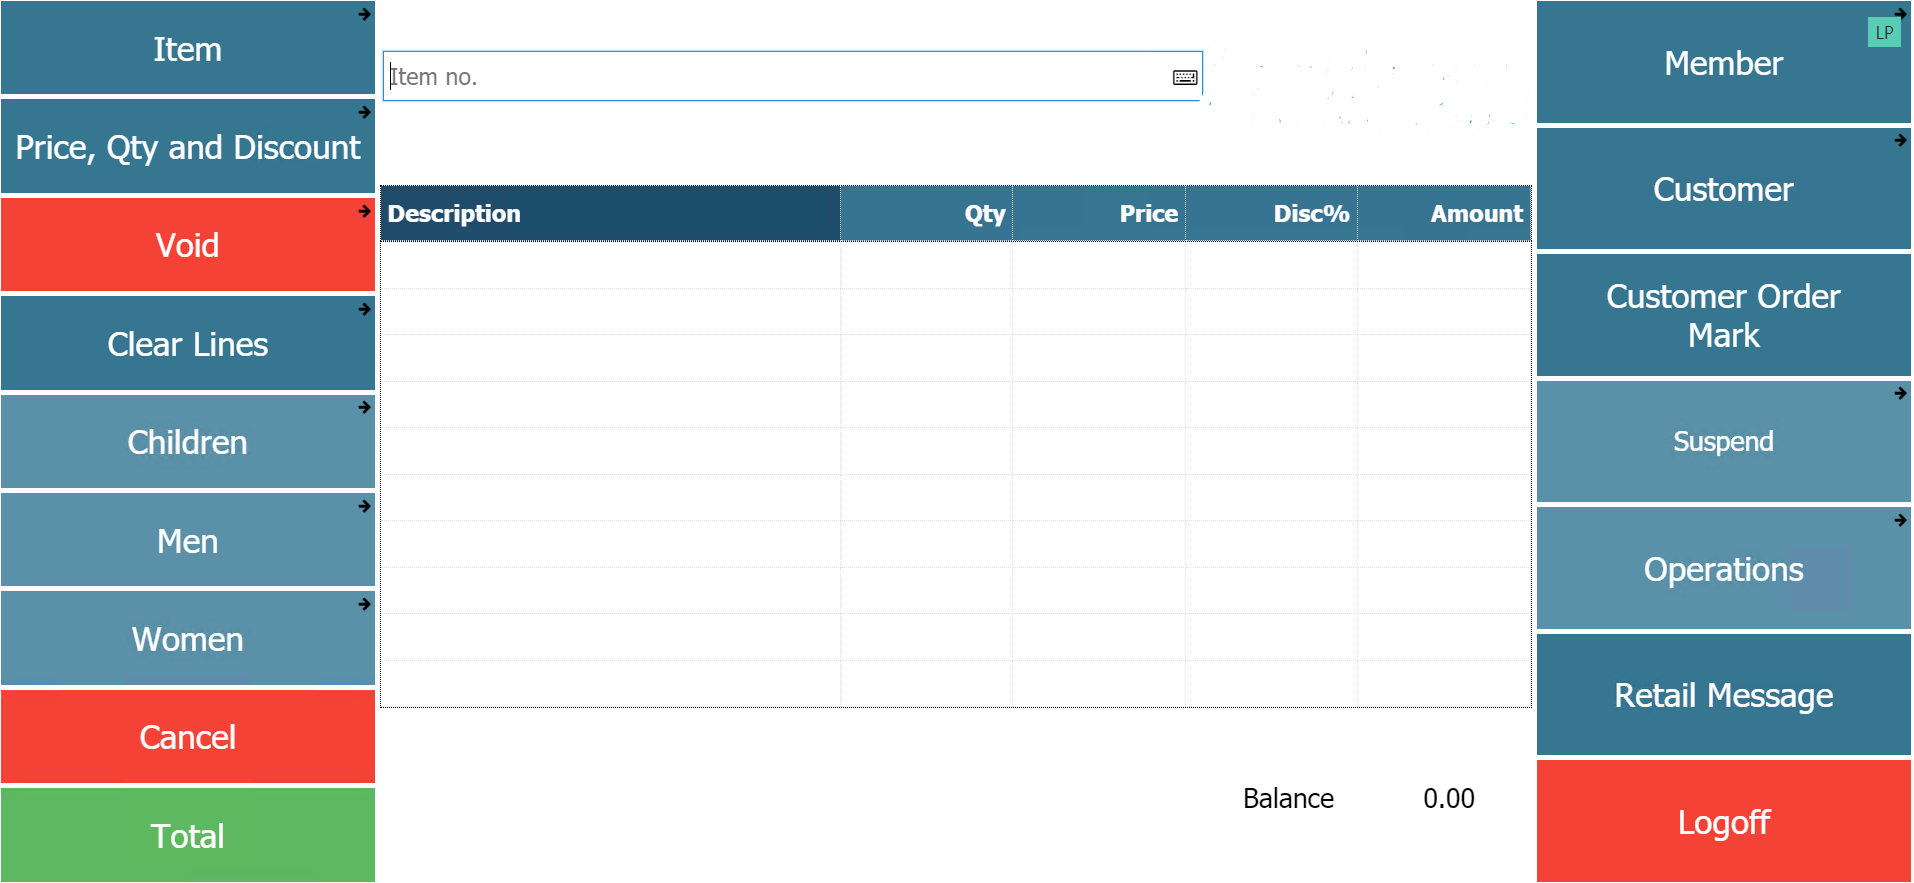 Item
Price, Qty and Discount
Void
Clear Lines
Children
Men
Women
Cancel
Total
Item no.
Description Qty Price Disc% Amount
Balance 0.00
LP
Member
Customer
Customer Order
Mark
Suspend
Operations
Retail Message
Logoff